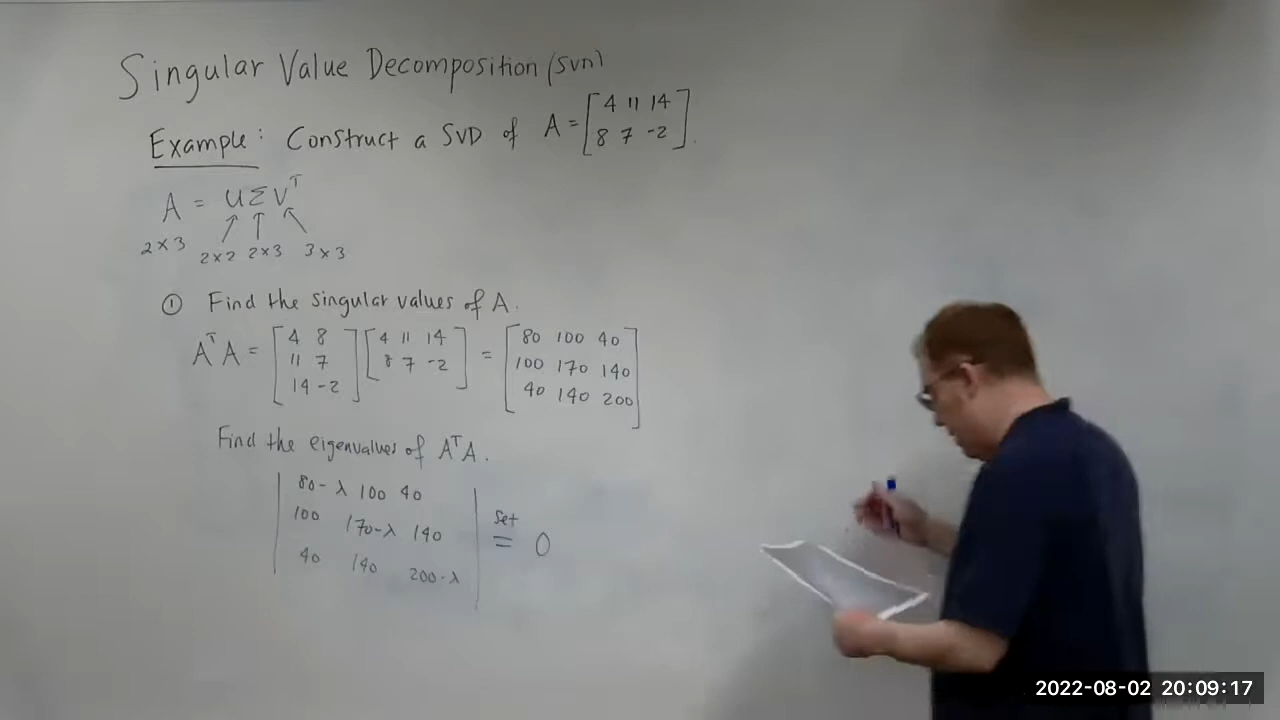 Singular Value Decomposition (SVD)
Example: Construct a SVD of A = [4 11 14
8 7 -2].
A = U Σ Vᵀ
2×3 2×2 2×3 3×3
① Find the singular values of A.
AᵀA = [4 8
11 7
14 -2] [4 11 14
8 7 -2] = [80 100 40
100 170 140
40 140 200]
Find the eigenvalues of AᵀA.
|80-λ 100 40
100 170-λ 140
40 140 200-λ| set = 0
2022-08-02 20:09:17